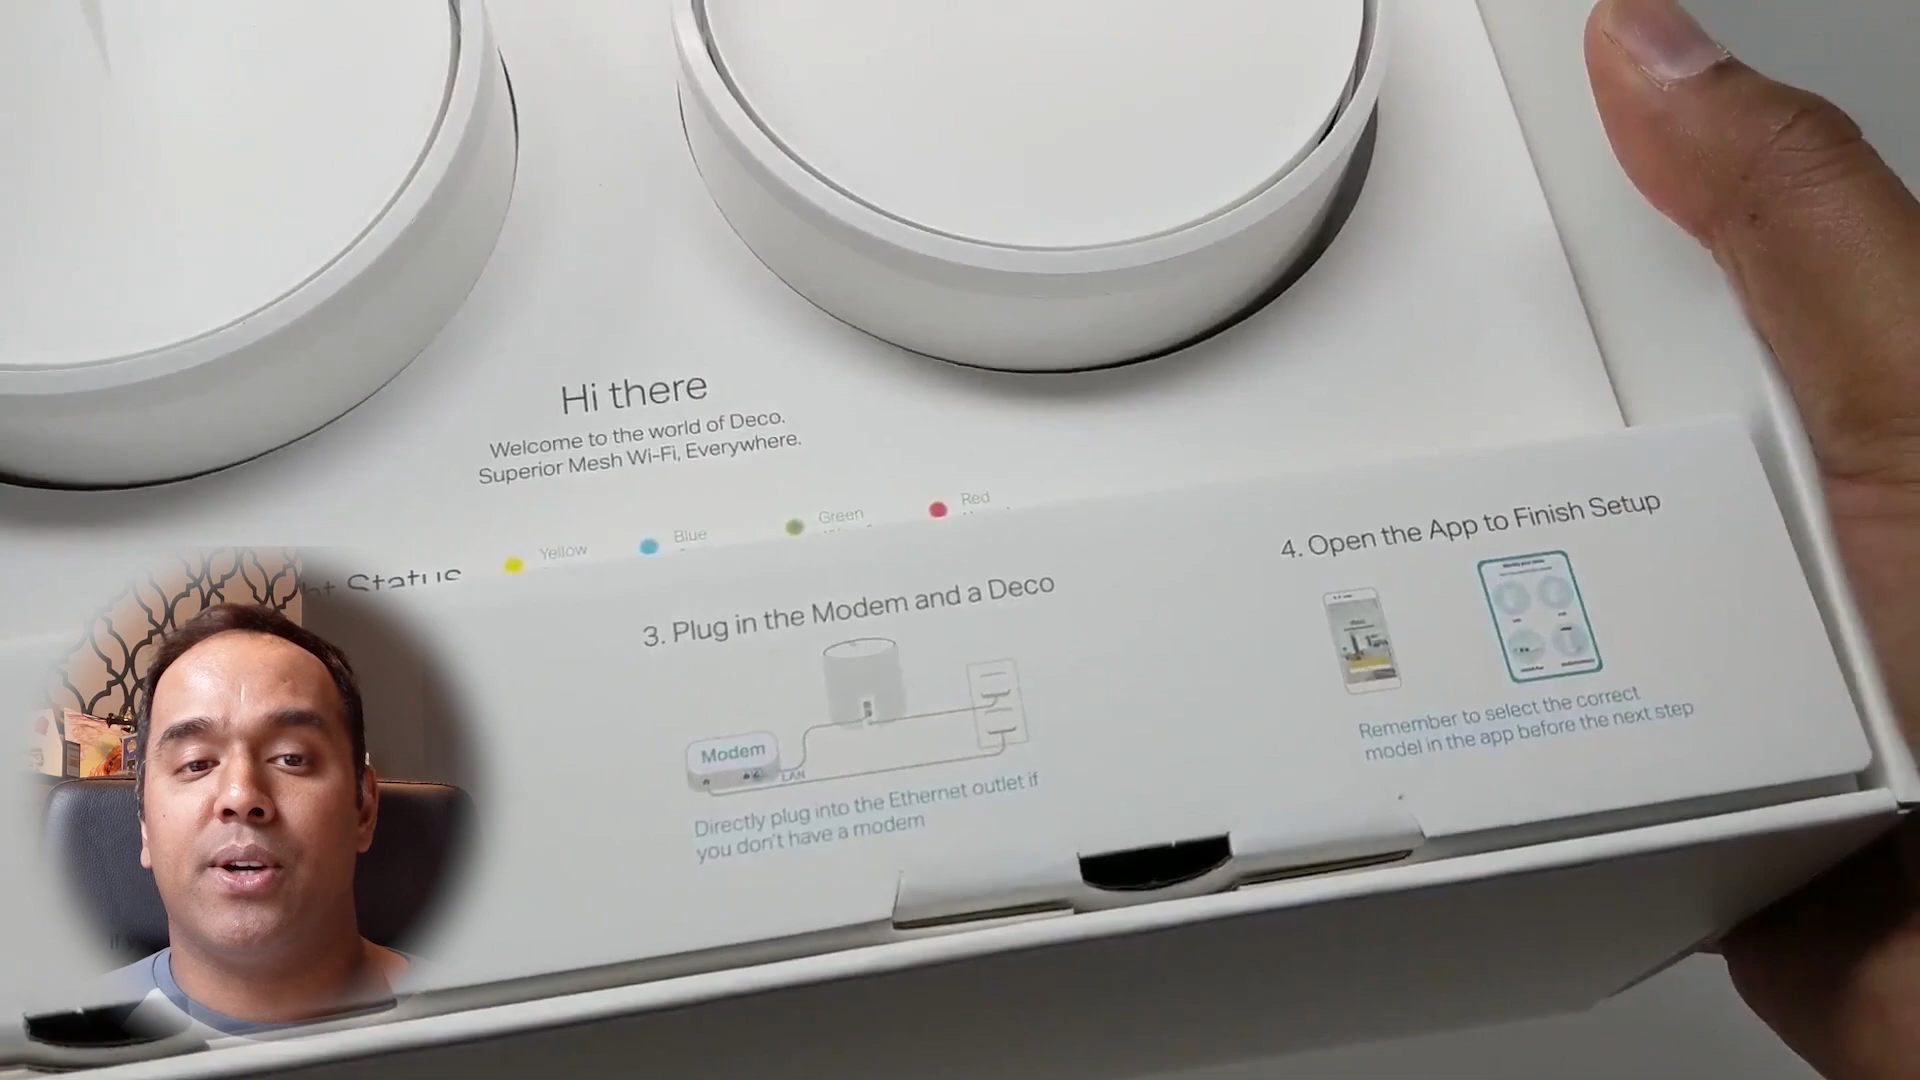 Hi there
Welcome to the world of Deco.
Superior Mesh Wi-Fi, Everywhere.
Yellow
Blue
Green
Red
Status
3. Plug in the Modem and a Deco
Modem
LAN
Directly plug into the Ethernet outlet if
you don't have a modem
4. Open the App to Finish Setup
Remember to select the correct
model in the app before the next step